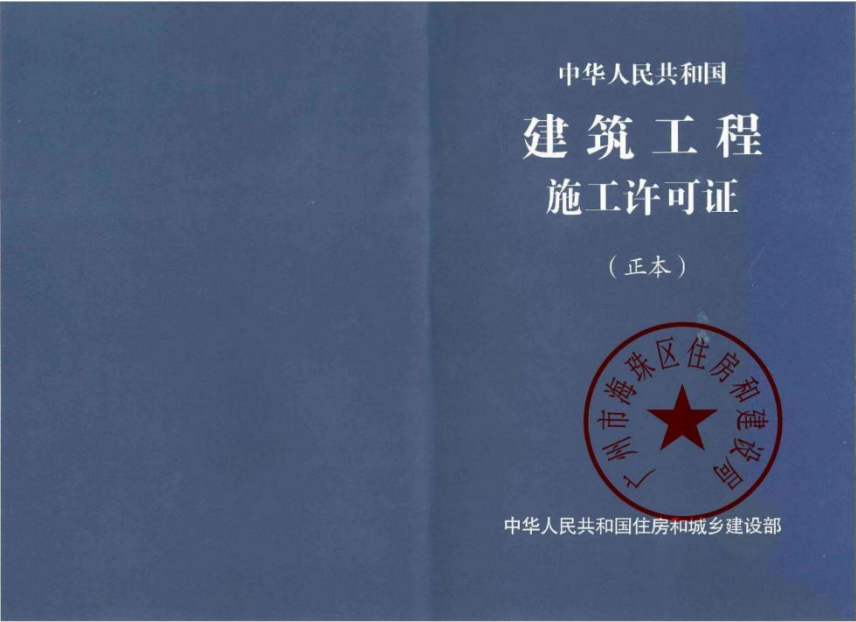 中华人民共和国
建筑工程
施工许可证
（正本）
广州市海珠区住房和建设局
中华人民共和国住房和城乡建设部